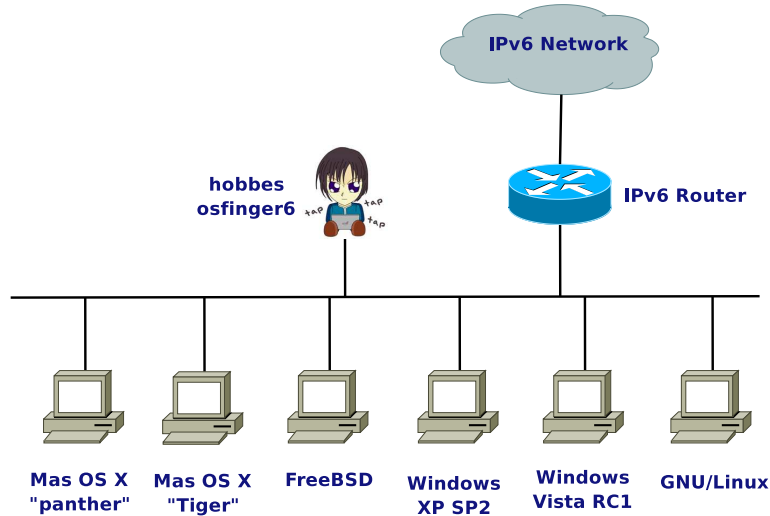 IPv6 Network
hobbes
osfinger6
tap
tap
tap
IPv6 Router
Mas OS X
"panther"
Mas OS X
"Tiger"
FreeBSD
Windows
XP SP2
Windows
Vista RC1
GNU/Linux